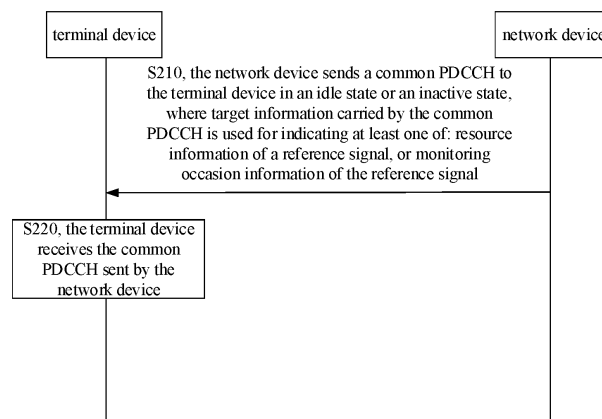 terminal device
network device
S210, the network device sends a common PDCCH to
the terminal device in an idle state or an inactive state,
where target information carried by the common
PDCCH is used for indicating at least one of: resource
information of a reference signal, or monitoring
occasion information of the reference signal
S220, the terminal device
receives the common
PDCCH sent by the
network device